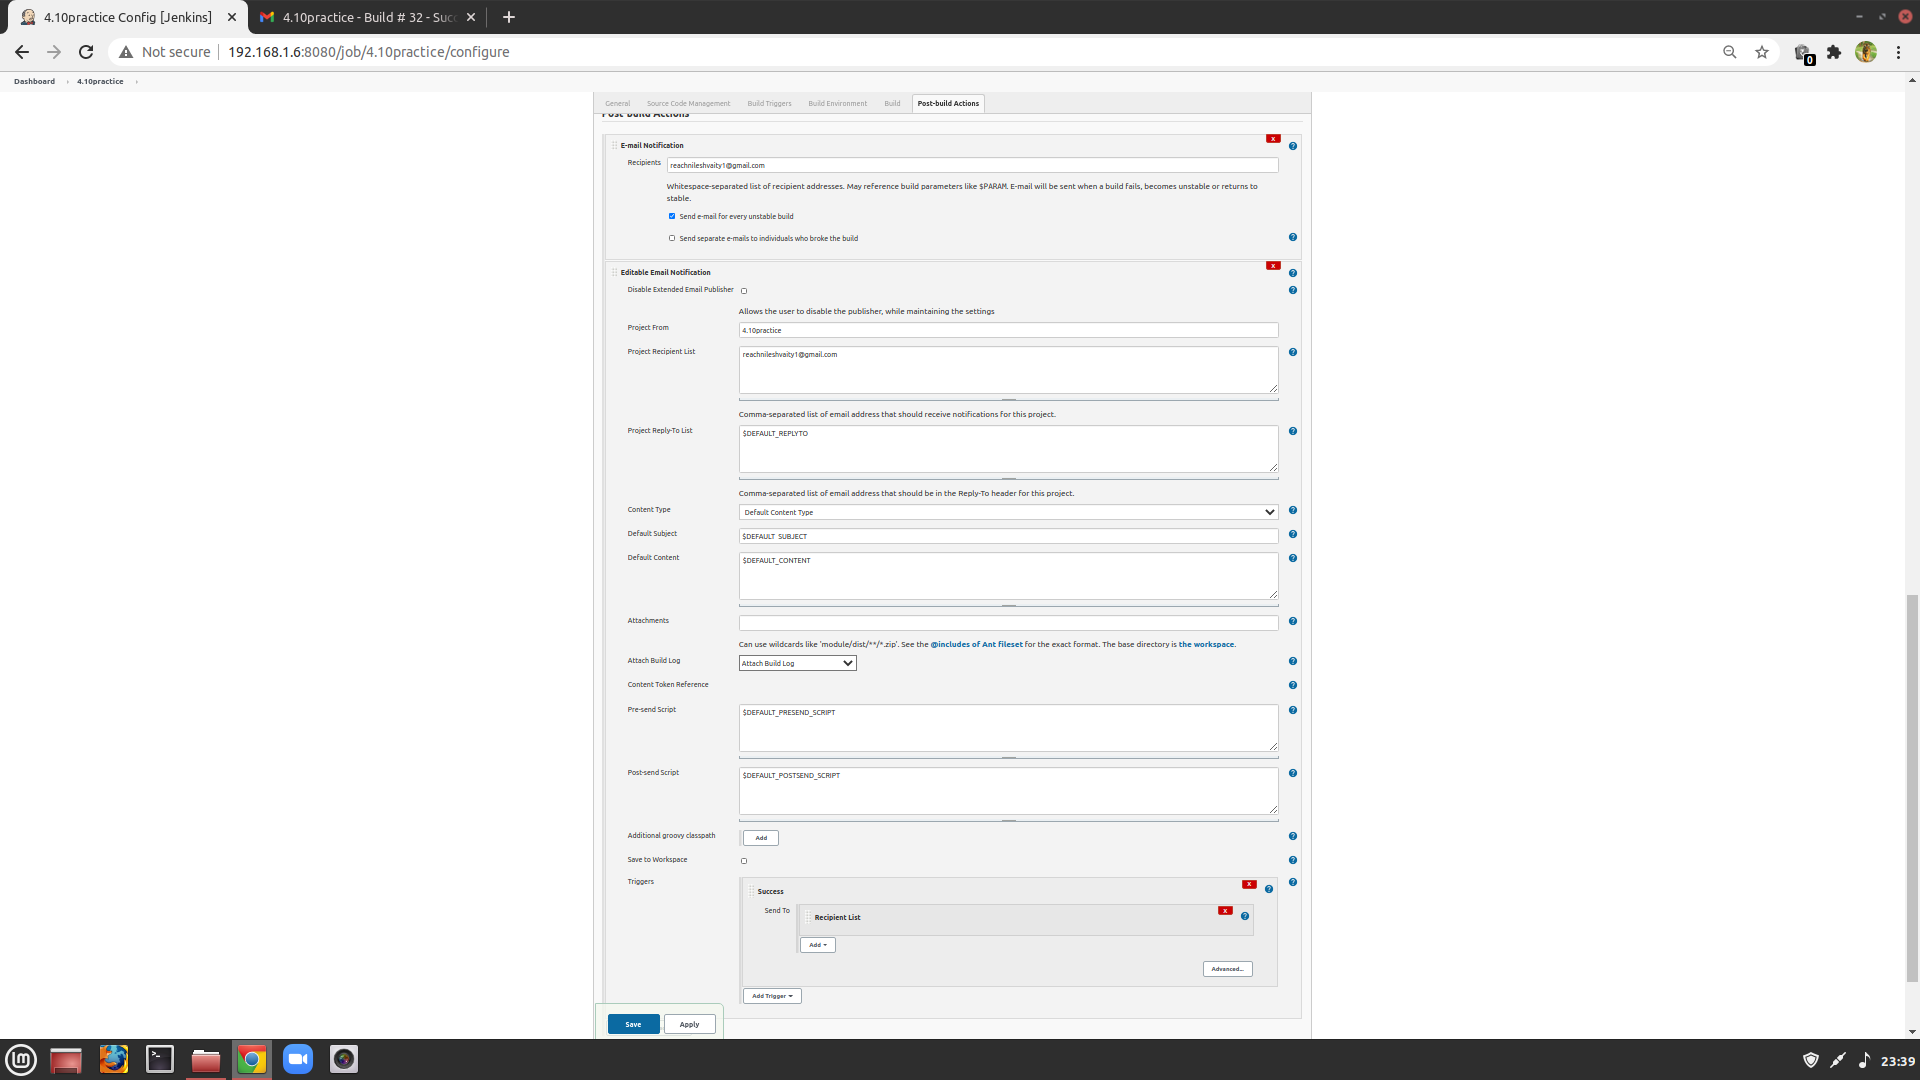 4.10practice Config [Jenkins]
4.10practice - Build # 32 - Suc
Not secure
192.168.1.6:8080/job/4.10practice/configure
0
Dashboard
4.10practice
General
Source Code Management
Build Triggers
Build Environment
Build
Post-build Actions
Post-build Actions
X
E-mail Notification
?
Recipients
reachnileshvaity1@gmail.com
Whitespace-separated list of recipient addresses. May reference build parameters like $PARAM. E-mail will be sent when a build fails, becomes unstable or returns to
stable.
Send e-mail for every unstable build
Send separate e-mails to individuals who broke the build
?
X
Editable Email Notification
?
Disable Extended Email Publisher
?
Allows the user to disable the publisher, while maintaining the settings
Project From
4.10practice
Project Recipient List
reachnileshvaity1@gmail.com
?
Comma-separated list of email address that should receive notifications for this project.
Project Reply-To List
$DEFAULT_REPLYTO
?
Comma-separated list of email address that should be in the Reply-To header for this project.
Content Type
Default Content Type
?
Default Subject
$DEFAULT_SUBJECT
?
Default Content
$DEFAULT_CONTENT
?
Attachments
?
Can use wildcards like 'module/dist/**/*.zip'. See the @includes of Ant fileset for the exact format. The base directory is the workspace.
Attach Build Log
Attach Build Log
?
Content Token Reference
?
Pre-send Script
$DEFAULT_PRESEND_SCRIPT
?
Post-send Script
$DEFAULT_POSTSEND_SCRIPT
?
Additional groovy classpath
Add
?
Save to Workspace
?
Triggers
?
X
Success
?
Send To
Recipient List
X
?
Add
Advanced...
Add Trigger
Save
Apply
23:39